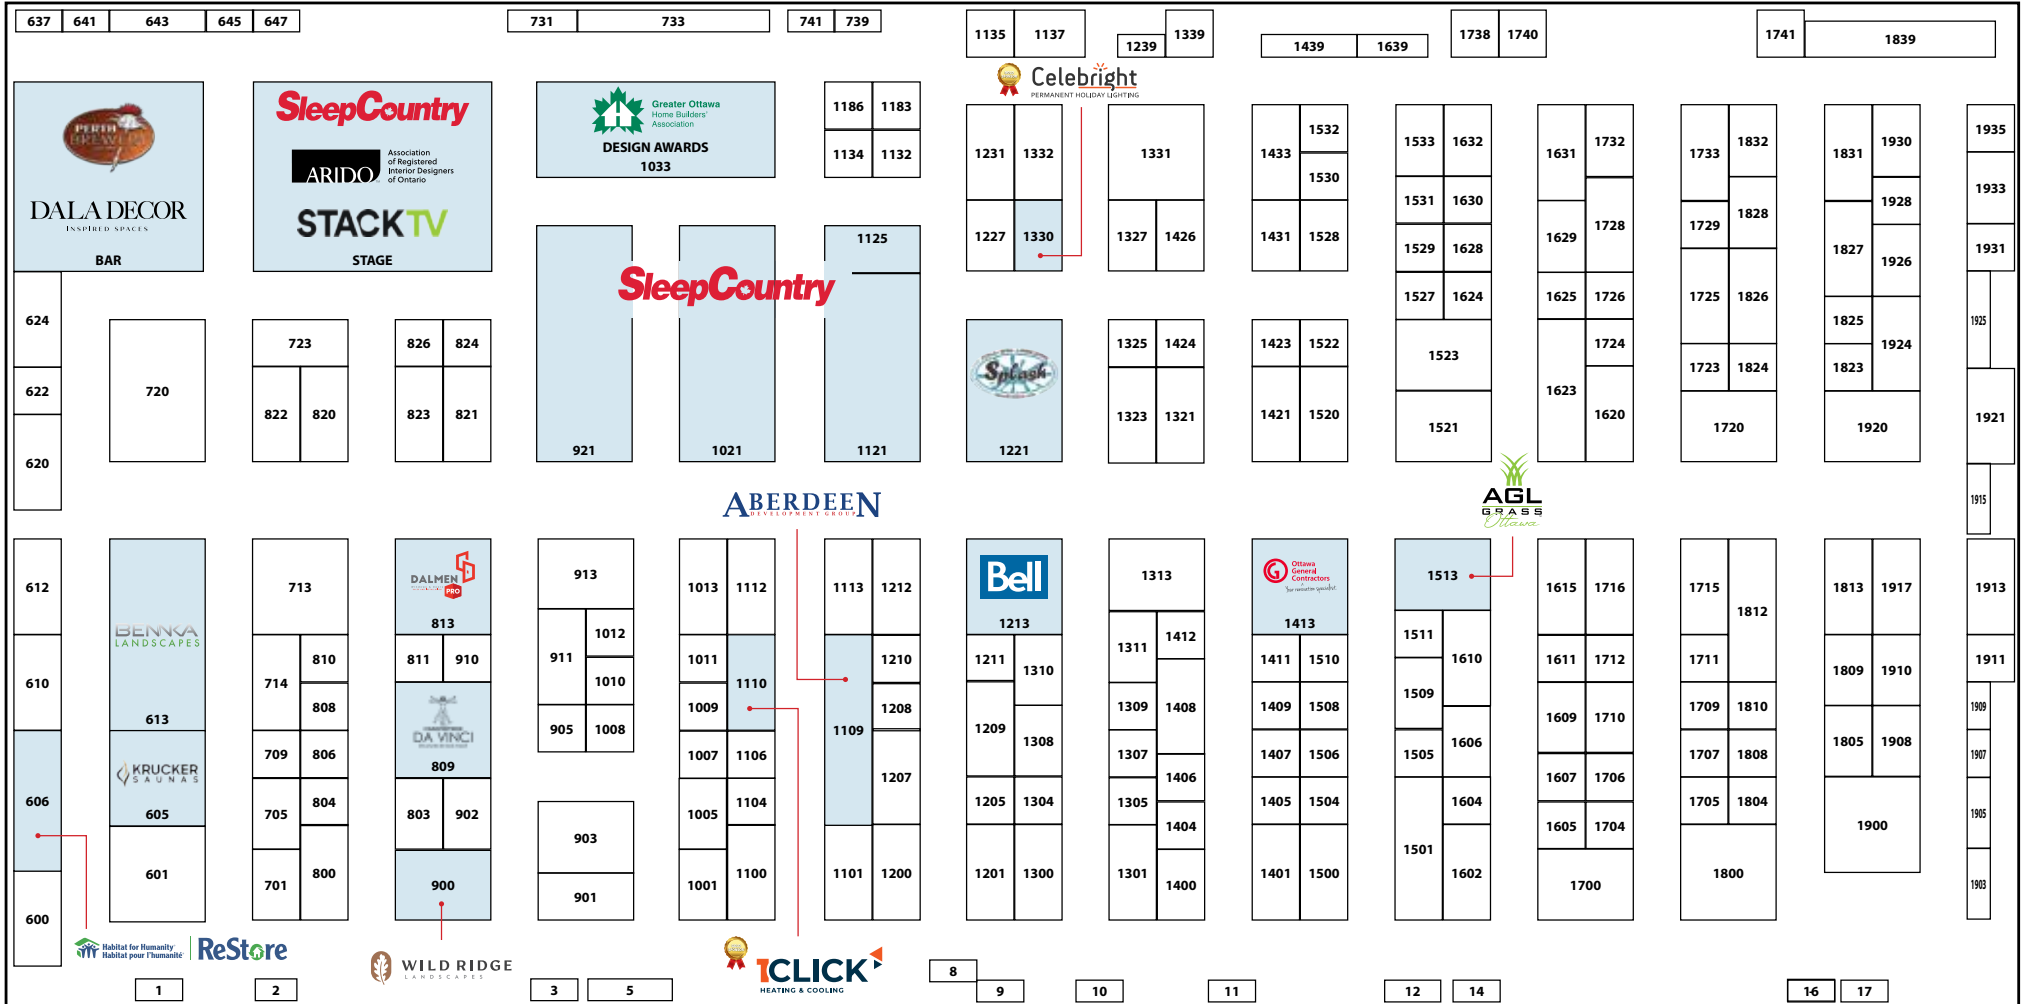 637 641 643 645 647 731 733 741 739 1135 1137 1239 1339 1439 1639 1738 1740 1741 1839
Celebright
PERMANENT HOLIDAY LIGHTING
PERTH
BREWERY
DALA DECOR
INSPIRED SPACES
BAR
SleepCountry
ARIDO
Association
of Registered
Interior Designers
of Ontario
STACKTV
STAGE
Greater Ottawa
Home Builders'
Association
DESIGN AWARDS
1033
1186 1183
1134 1132
1231 1332
1227 1330
1331
1327 1426
1433 1532
1530
1431 1528
1533 1632
1531 1630
1529 1628
1527 1624
1523
1521
1631 1732
1629 1728
1625 1726
1623 1724
1620
1733 1832
1729 1828
1725 1826
1723 1824
1720
1831 1930
1928
1827 1926
1825 1924
1823
1920
1935
1933
1931
1925
1921
1915
624
622
620
720
723
822 820
826 824
823 821
SleepCountry
1125
921 1021 1121
Splash
1221
1325 1424
1323 1321
1423 1522
1421 1520
ABERDEEN
DEVELOPMENT GROUP
AGL
GRASS
Ottawa
612
610
606
600
BENNKA
LANDSCAPES
613
KRUCKER
SAUNAS
605
601
713
714 810
808
709 806
705 804
701 800
DALMEN
PRO
813
811 910
DA VINCI
809
803 902
900
913
911 1012
1010
905 1008
903
901
1013 1112
1011 1110
1009
1007 1106
1005 1104
1001 1100
1113 1212
1109 1210
1208
1207
1101 1200
Bell
1213
1211 1310
1209 1308
1205 1304
1201 1300
1313
1311 1412
1309 1408
1307 1406
1305 1404
1301 1400
Ottawa
General
Contractors
Your renovation specialist
1413
1411 1510
1409 1508
1407 1506
1405 1504
1401 1500
1513
1511 1610
1509 1606
1505 1604
1501 1602
1615 1716
1611 1712
1609 1710
1607 1706
1605 1704
1700
1715 1812
1711
1709 1810
1707 1808
1705 1804
1800
1813 1917
1809 1910
1805 1908
1900
1913
1911
1909
1907
1905
1903
Habitat for Humanity
Habitat pour l'humanité
ReStore
WILD RIDGE
LANDSCAPES
1CLICK
HEATING & COOLING
1 2 3 5 8 9 10 11 12 14 16 17